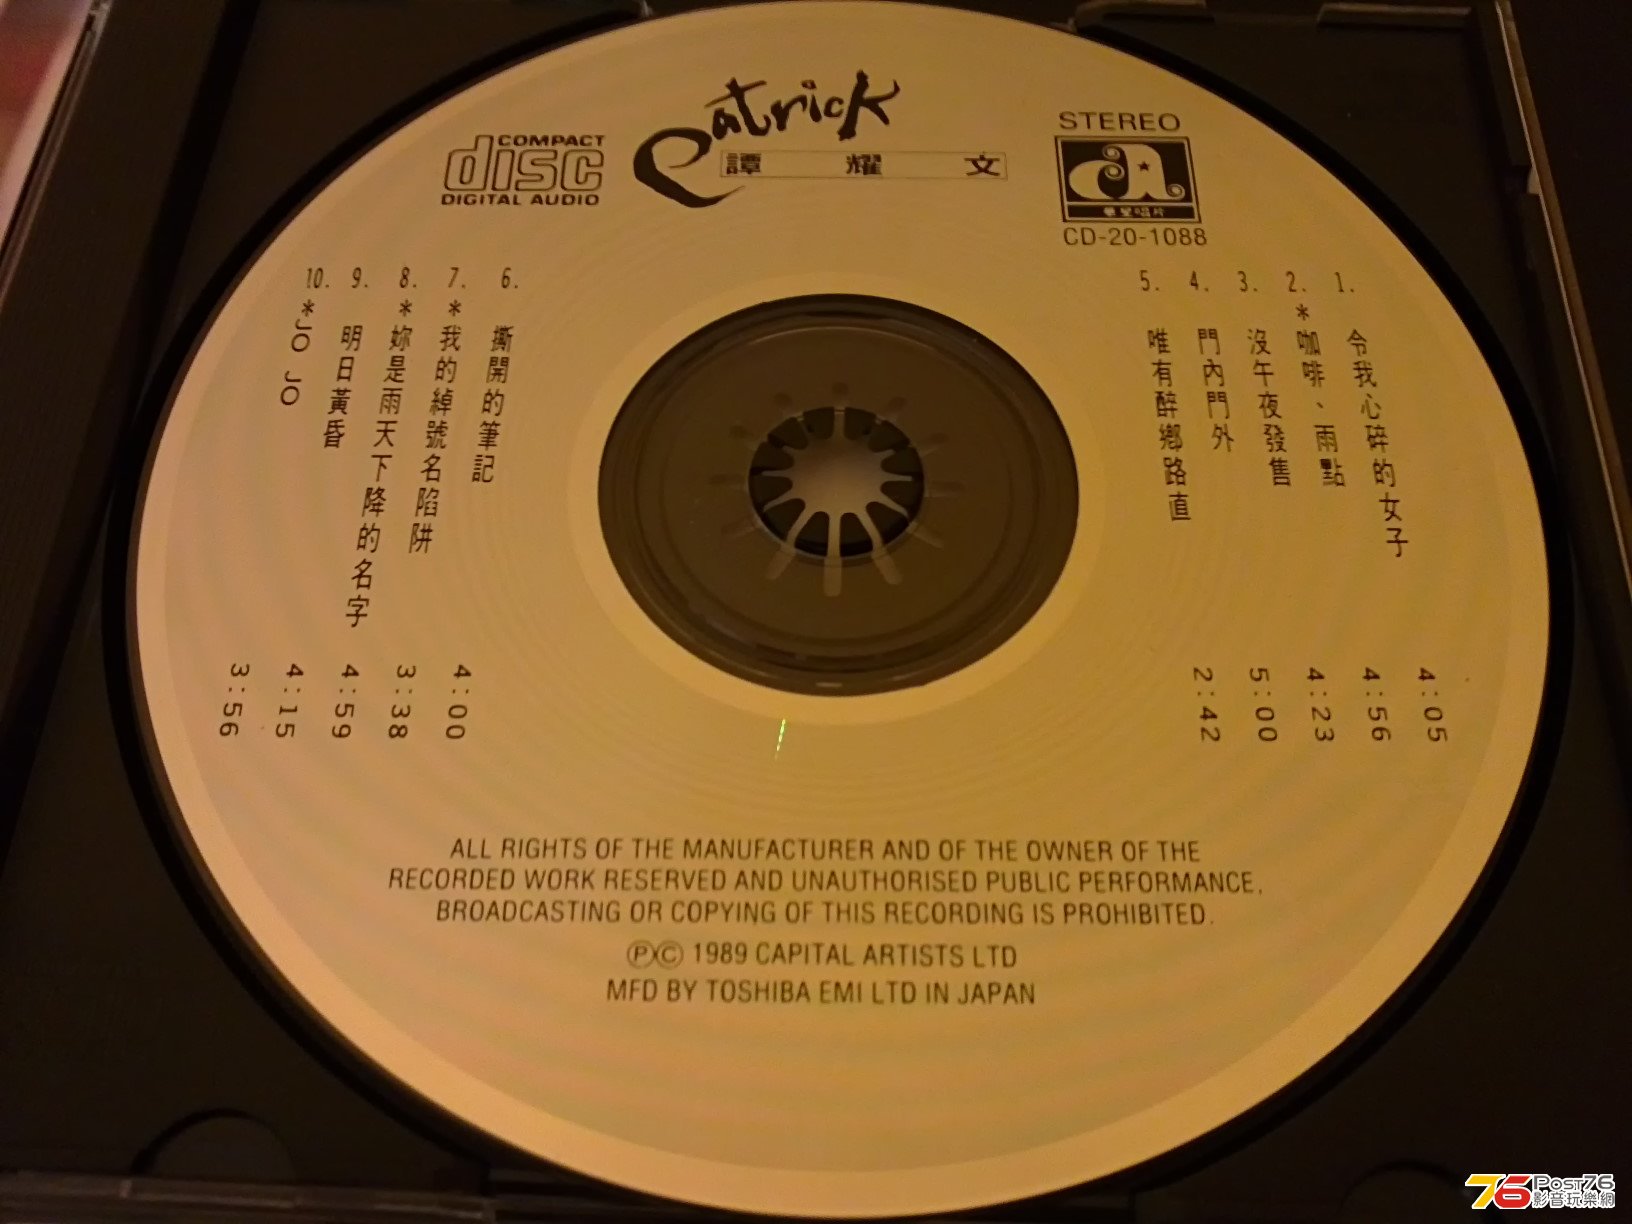 Patrick
譚耀文
COMPACT
disc
DIGITAL AUDIO
STEREO
a
華星唱片
CD-20-1088
1. 令我心碎的女子 4:05
2. *咖啡、雨點 4:56
3. 沒午夜發售 4:23
4. 門內門外 5:00
5. 唯有醉鄉路直 2:42
6. 撕開的筆記 4:00
7. *我的綽號名陷阱 3:38
8. *妳是雨天下降的名字 4:59
9. 明日黃昏 4:15
10. *JO JO 3:56
ALL RIGHTS OF THE MANUFACTURER AND OF THE OWNER OF THE
RECORDED WORK RESERVED AND UNAUTHORISED PUBLIC PERFORMANCE,
BROADCASTING OR COPYING OF THIS RECORDING IS PROHIBITED.
Ⓟ© 1989 CAPITAL ARTISTS LTD
MFD BY TOSHIBA EMI LTD IN JAPAN
76 POST76
影音玩樂網